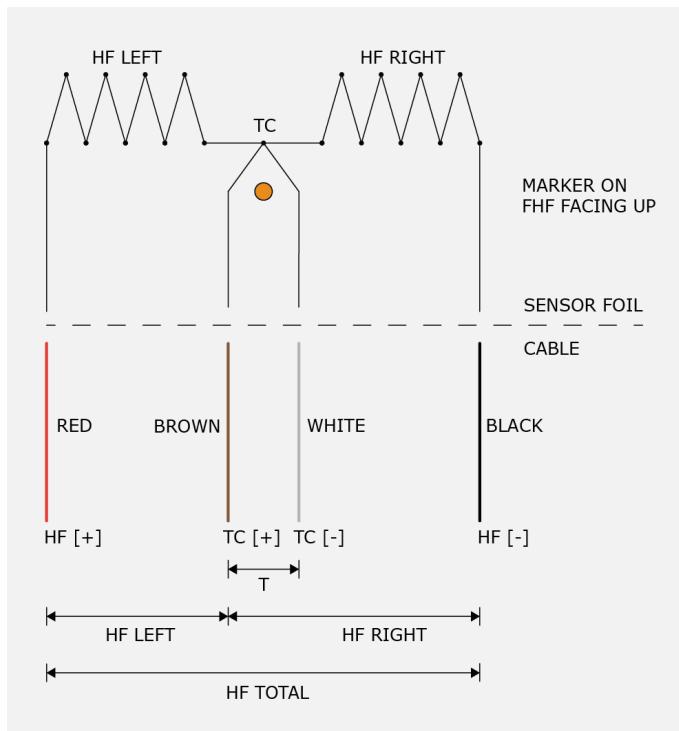 HF LEFT
HF RIGHT
TC
MARKER ON
FHF FACING UP
SENSOR FOIL
CABLE
RED
BROWN
WHITE
BLACK
HF [+]
TC [+]
TC [-]
HF [-]
T
HF LEFT
HF RIGHT
HF TOTAL